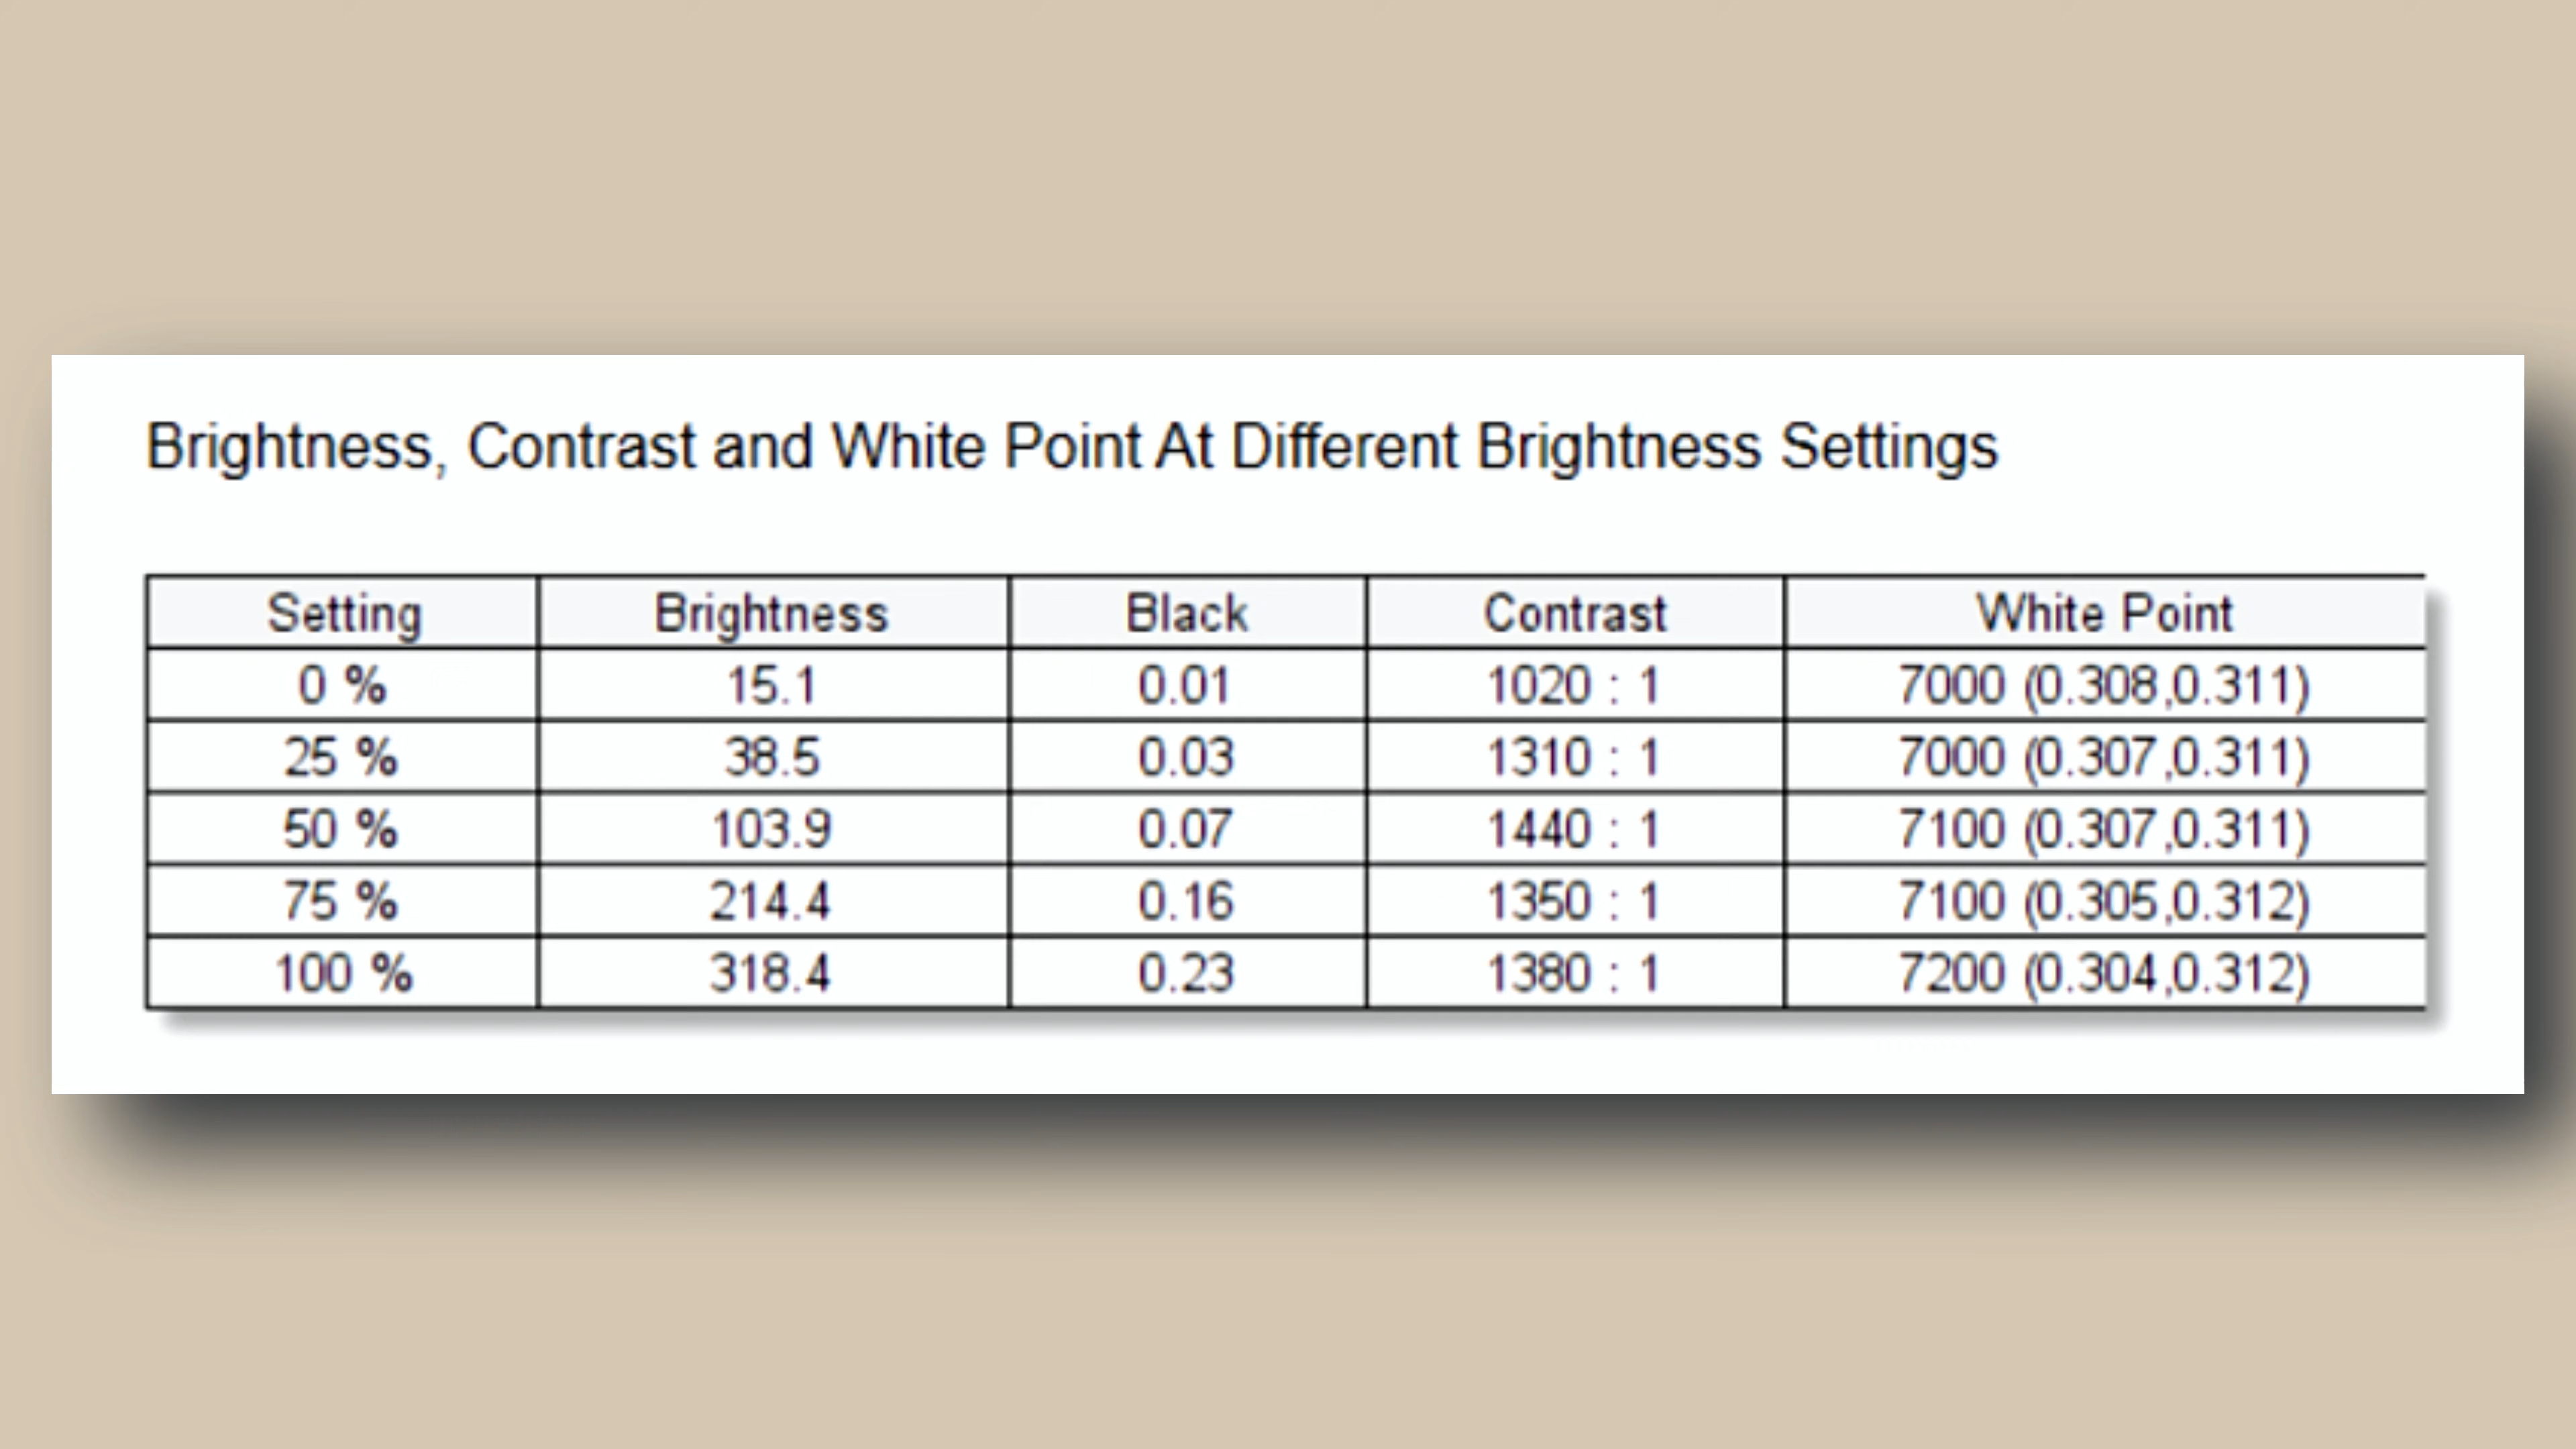 Brightness, Contrast and White Point At Different Brightness Settings
Setting Brightness Black Contrast White Point
0 % 15.1 0.01 1020 : 1 7000 (0.308,0.311)
25 % 38.5 0.03 1310 : 1 7000 (0.307,0.311)
50 % 103.9 0.07 1440 : 1 7100 (0.307,0.311)
75 % 214.4 0.16 1350 : 1 7100 (0.305,0.312)
100 % 318.4 0.23 1380 : 1 7200 (0.304,0.312)